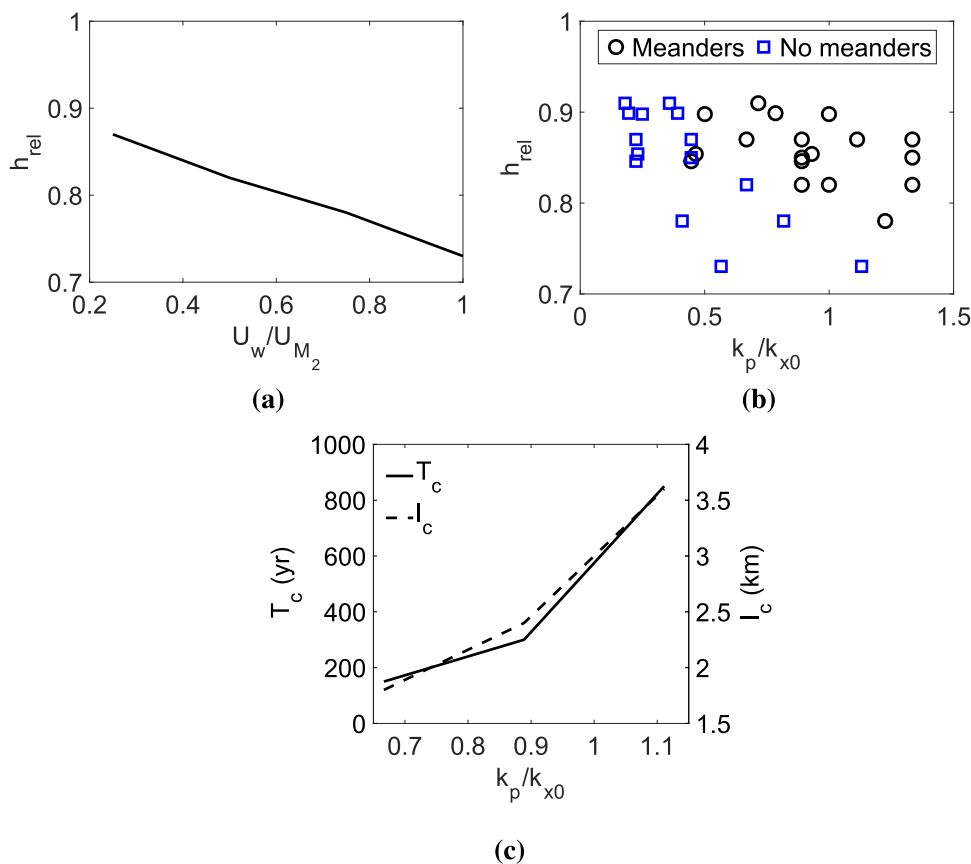 1
0.9
0.8
0.7
h_rel
0.2 0.4 0.6 0.8 1
U_w/U_M_2
(a)
1
0.9
0.8
0.7
h_rel
Meanders No meanders
0 0.5 1 1.5
k_p/k_x0
(b)
1000
800
600
400
200
0
T_c (yr)
T_c
I_c
4
3.5
3
2.5
2
1.5
I_c (km)
0.7 0.8 0.9 1 1.1
k_p/k_x0
(c)